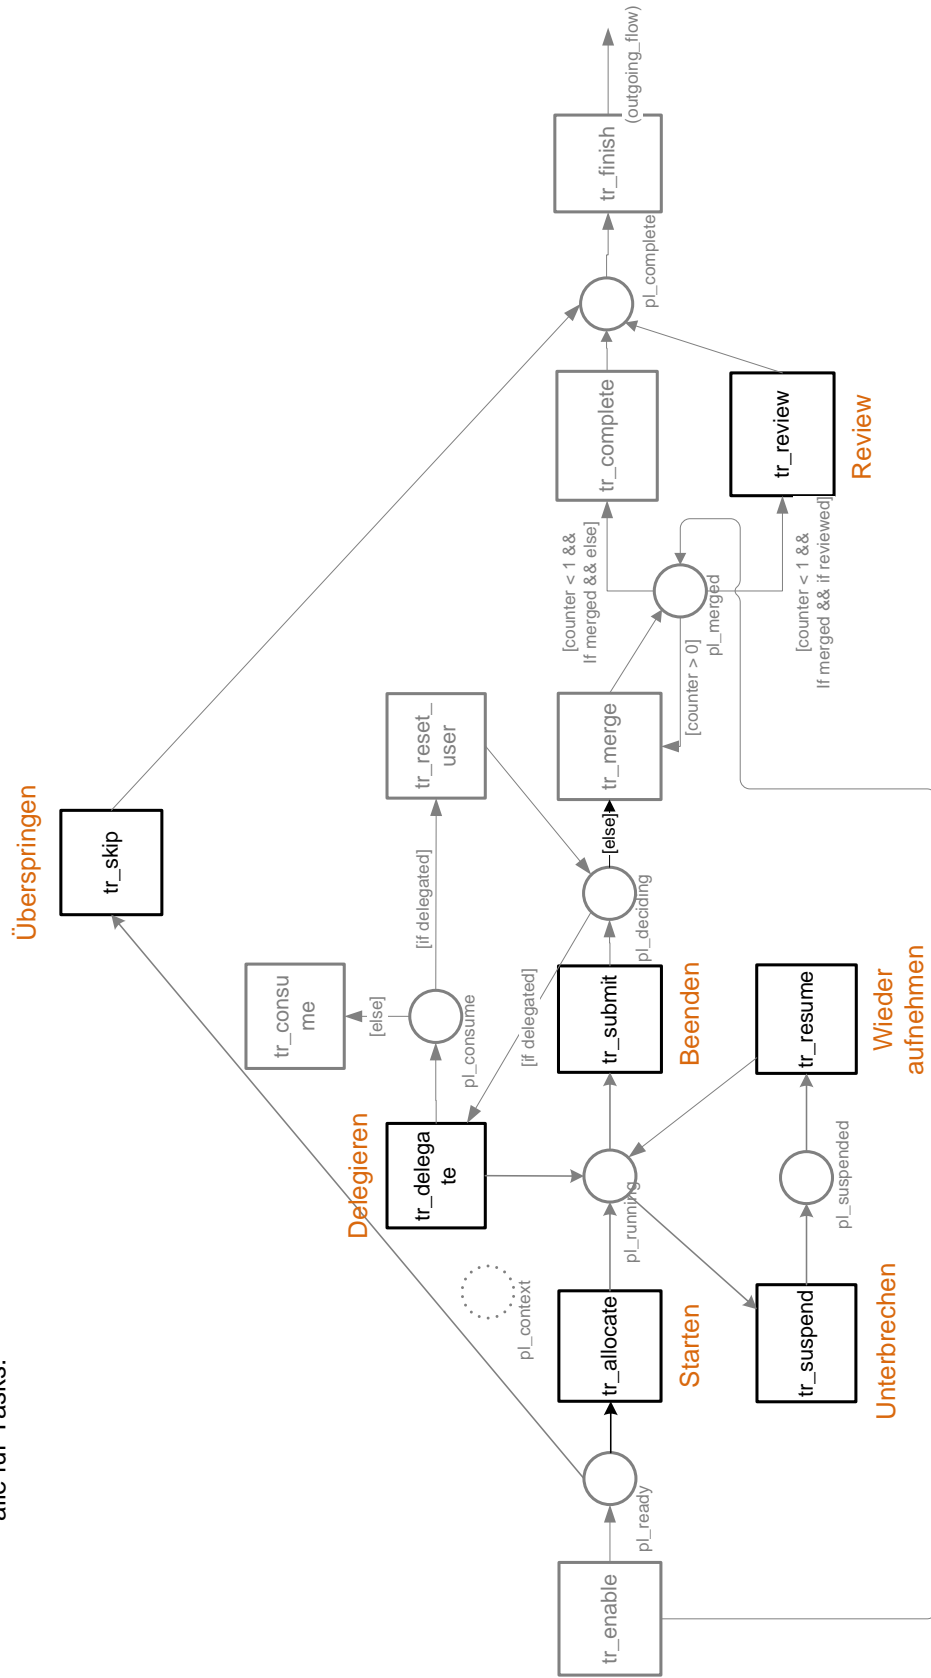 alle für Tasks:
Überspringen
tr_skip
tr_consu
me
Delegieren
[else]
[if delegated]
tr_delega
te
tr_reset_
user
pl_consume
pl_context
[if delegated]
tr_enable
pl_ready
tr_allocate
Starten
pl_running
tr_submit
Beenden
pl_deciding
[else]
tr_merge
[counter > 0]
pl_merged
[counter < 1 &&
If merged && else]
tr_complete
pl_complete
tr_finish
(outgoing_flow)
tr_suspend
Unterbrechen
pl_suspended
tr_resume
Wieder
aufnehmen
[counter < 1 &&
If merged && if reviewed]
tr_review
Review